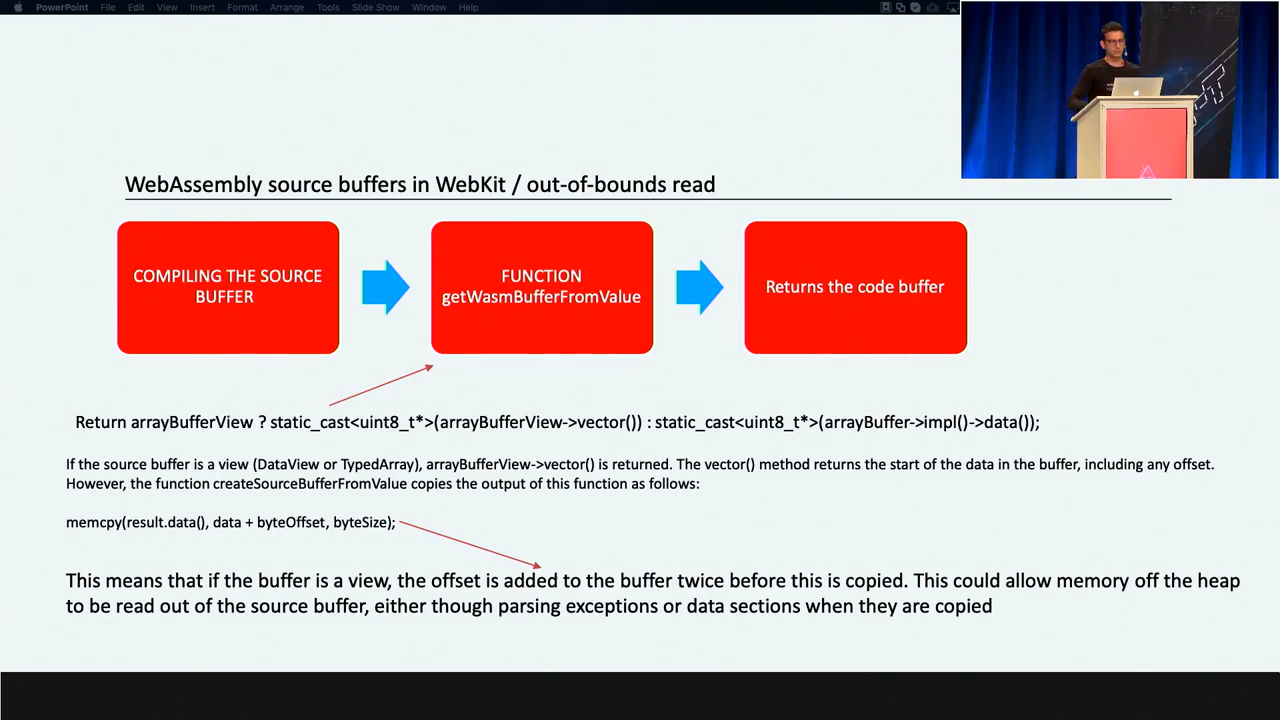 PowerPoint File Edit View Insert Format Arrange Tools Slide Show Window Help
WebAssembly source buffers in WebKit / out-of-bounds read
COMPILING THE SOURCE
BUFFER
FUNCTION
getWasmBufferFromValue
Returns the code buffer
Return arrayBufferView ? static_cast<uint8_t*>(arrayBufferView->vector()) : static_cast<uint8_t*>(arrayBuffer->impl()->data());
If the source buffer is a view (DataView or TypedArray), arrayBufferView->vector() is returned. The vector() method returns the start of the data in the buffer, including any offset.
However, the function createSourceBufferFromValue copies the output of this function as follows:
memcpy(result.data(), data + byteOffset, byteSize);
This means that if the buffer is a view, the offset is added to the buffer twice before this is copied. This could allow memory off the heap
to be read out of the source buffer, either though parsing exceptions or data sections when they are copied